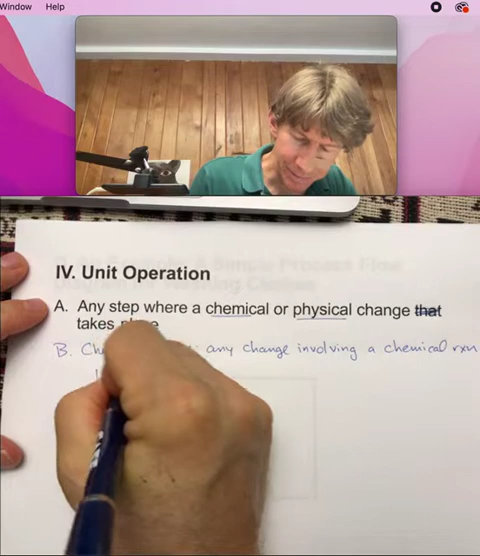 Window Help
IV. Unit Operation
A. Any step where a chemical or physical change that
takes place
B. any change involving a chemical rxn